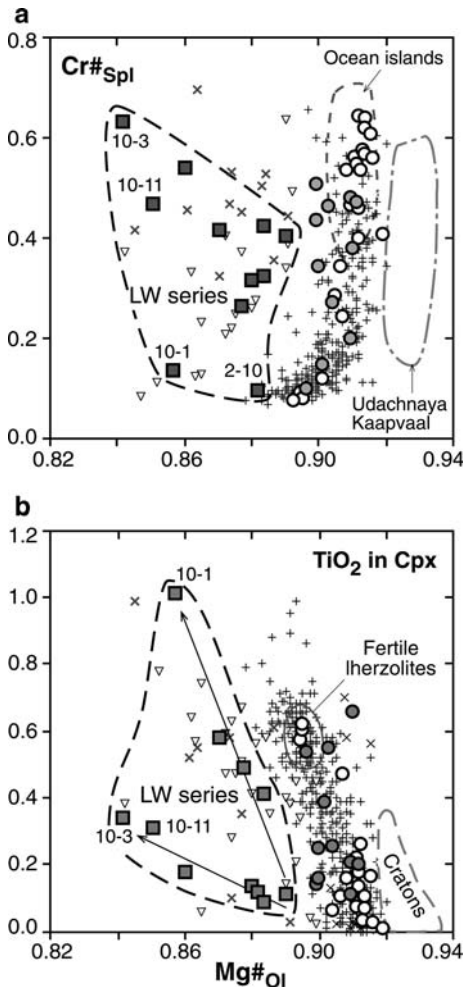 a
Cr#Spl
Ocean islands
0.8
0.6
0.4
0.2
0.0
10-3
10-11
LW series
10-1
2-10
Udachnaya
Kaapvaal
0.82
0.86
0.90
0.94
b
TiO2 in Cpx
1.2
1.0
0.8
0.6
0.4
0.2
0.0
10-1
Fertile
lherzolites
LW series
10-11
10-3
Cratons
0.82
0.86
0.90
0.94
Mg#Ol